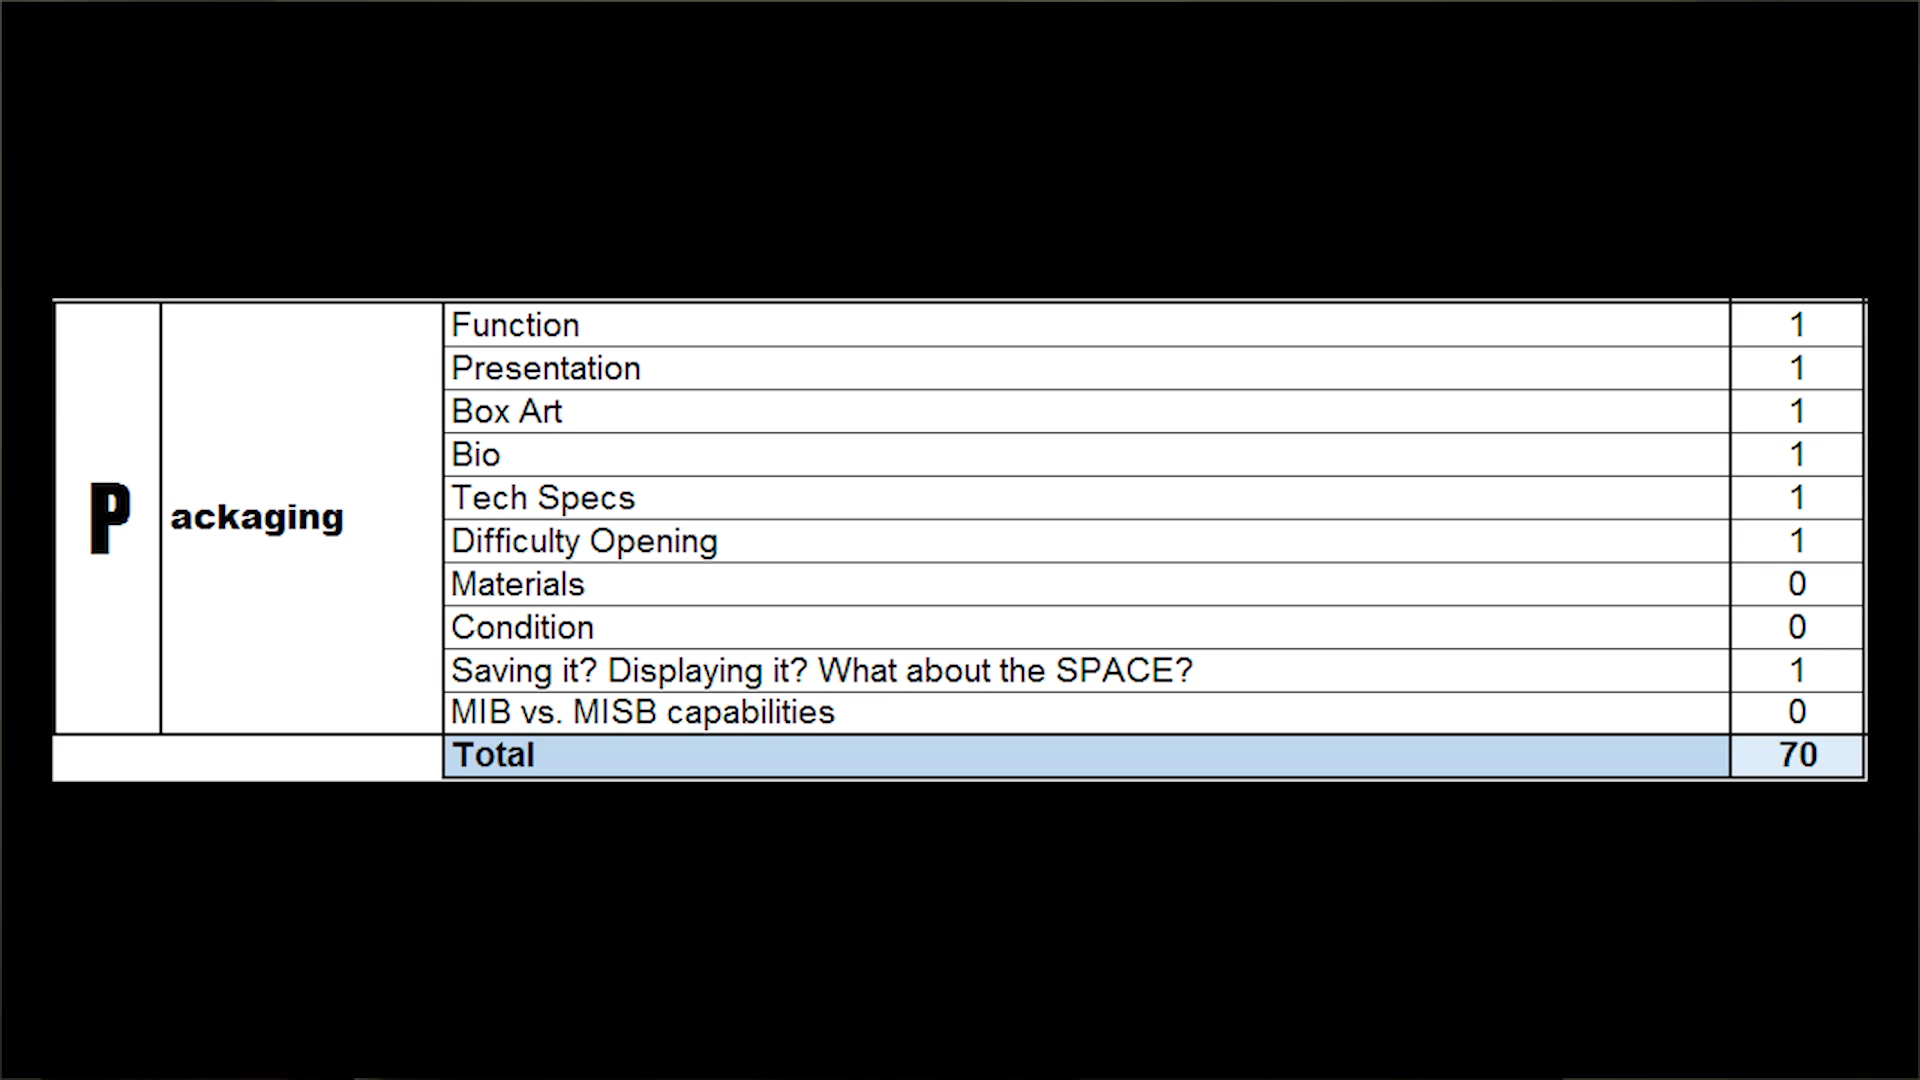 Function 1
Presentation 1
Box Art 1
Bio 1
Tech Specs 1
Packaging
Difficulty Opening 1
Materials 0
Condition 0
Saving it? Displaying it? What about the SPACE? 1
MIB vs. MISB capabilities 0
Total 70